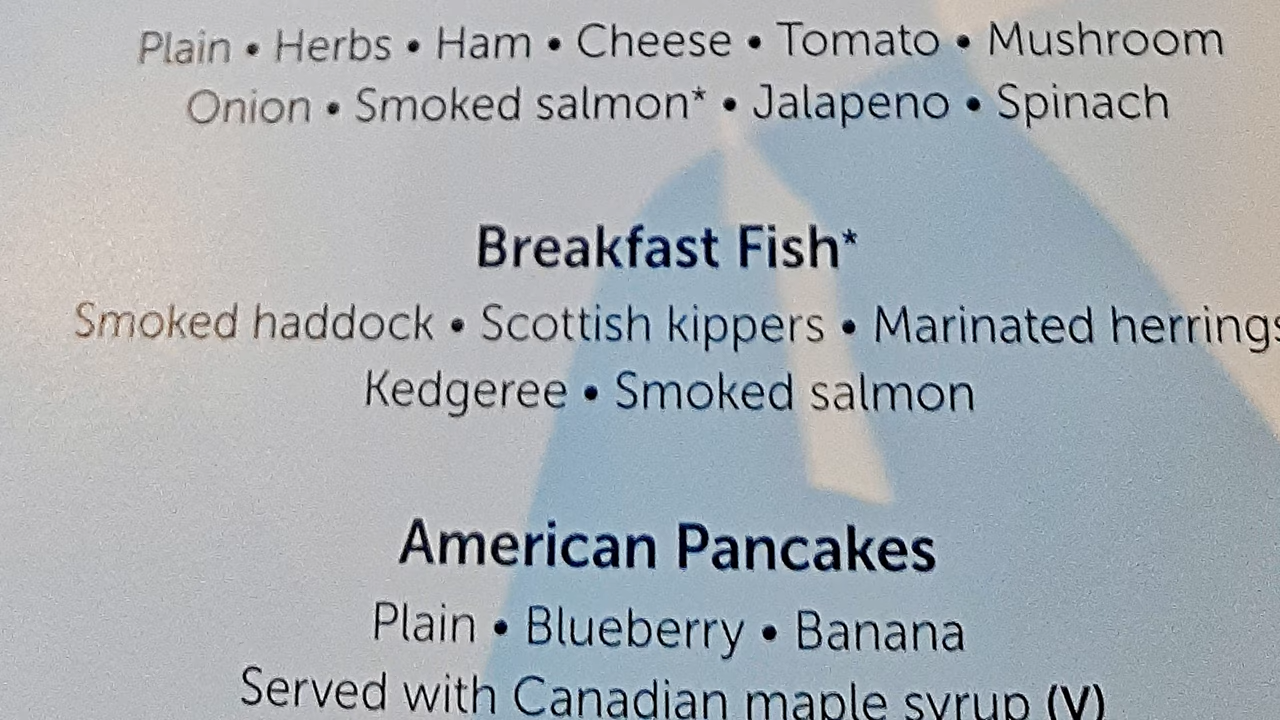 Plain • Herbs • Ham • Cheese • Tomato • Mushroom
Onion • Smoked salmon* • Jalapeno • Spinach
Breakfast Fish*
Smoked haddock • Scottish kippers • Marinated herrings
Kedgeree • Smoked salmon
American Pancakes
Plain • Blueberry • Banana
Served with Canadian maple syrup (V)